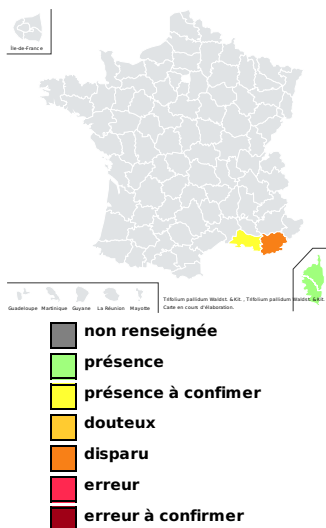 Île-de-France
Trifolium pallidum Waldst. & Kit. , Trifolium pallidum Waldst. & Kit.
Carte en cours d'élaboration.
Guadeloupe Martinique Guyane La Réunion Mayotte
non renseignée
présence
présence à confimer
douteux
disparu
erreur
erreur à confirmer